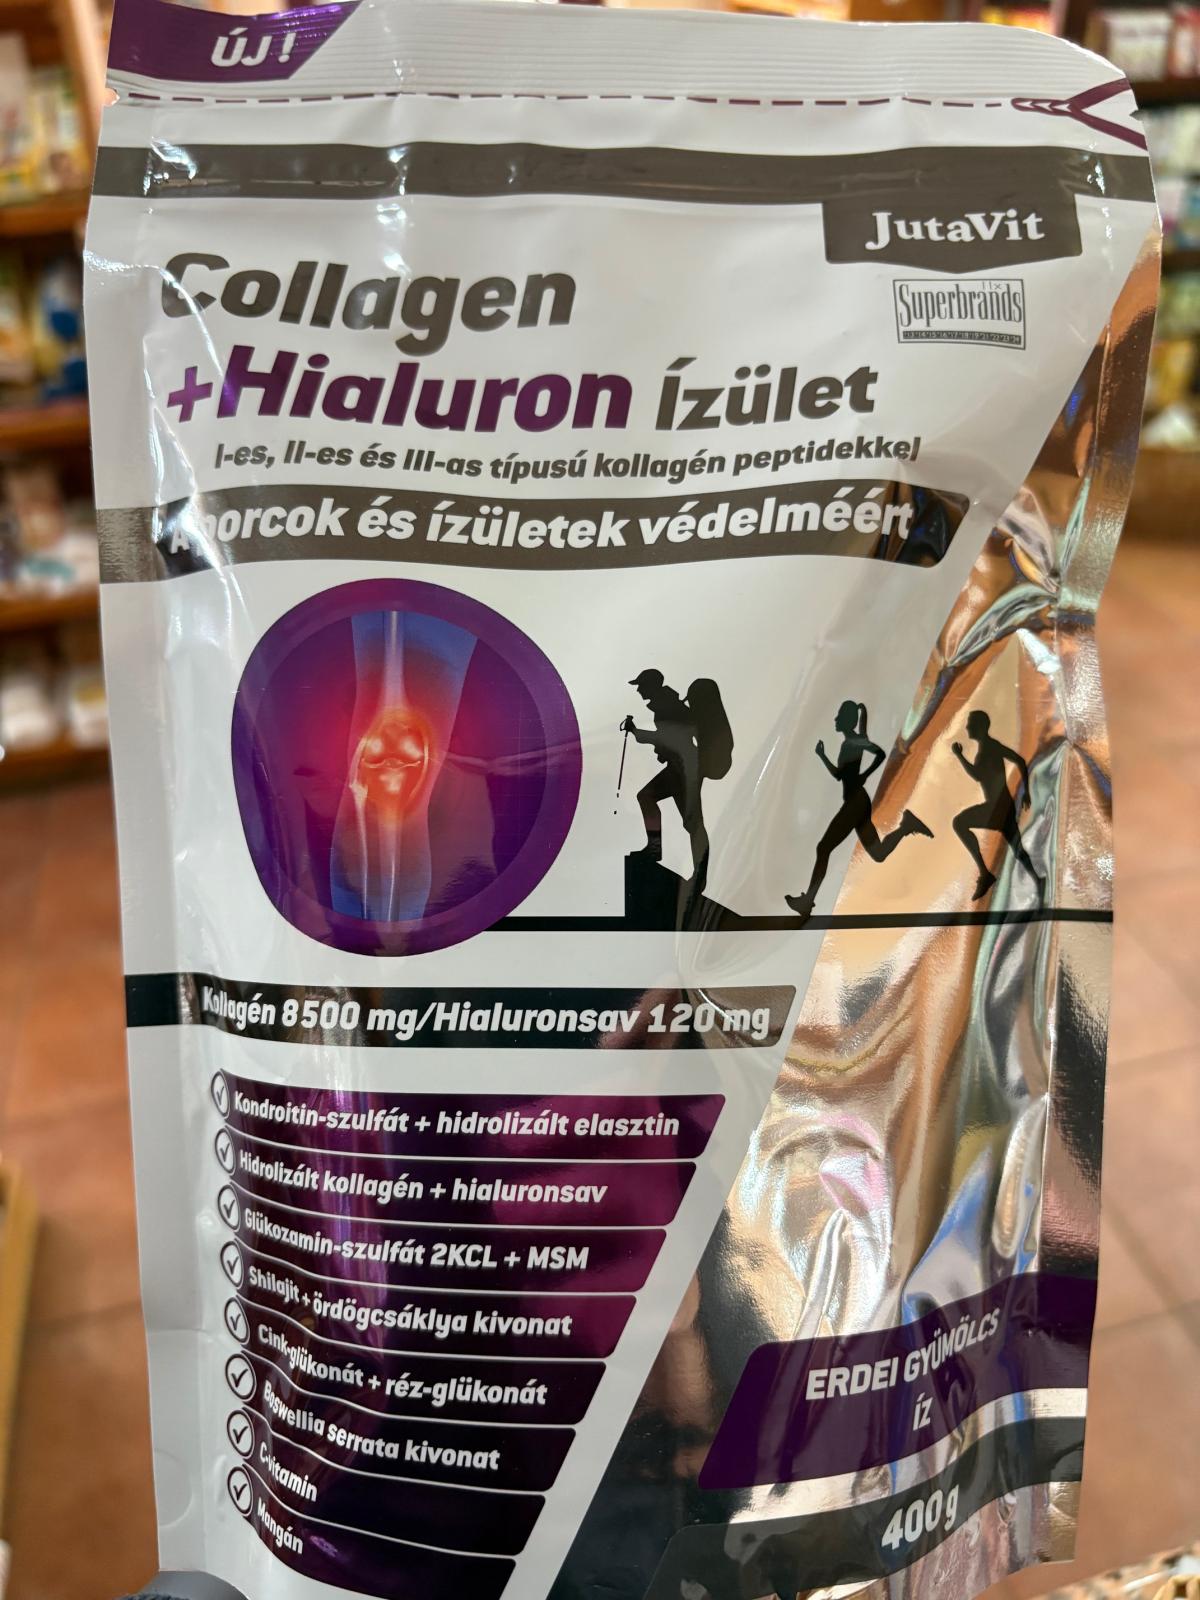 ÚJ!
JutaVit
Superbrands
Collagen
+Hialuron Ízület
I-es, II-es és III-as típusú kollagén peptidekkel
A porcok és ízületek védelméért
Kollagén 8500 mg/Hialuronsav 120 mg
Kondroitin-szulfát + hidrolizált elasztin
Hidrolizált kollagén + hialuronsav
Glükozamin-szulfát 2KCL + MSM
Shilajit + ördögcsáklya kivonat
Cink-glükonát + réz-glükonát
Boswellia serrata kivonat
C-vitamin
Mangán
ERDEI GYÜMÖLCS
ÍZ
400 g